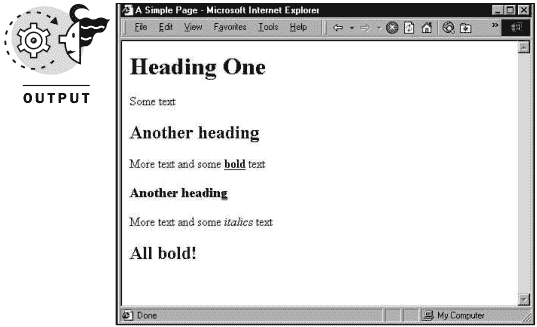 OUTPUT
A Simple Page - Microsoft Internet Explorer
File Edit View Favorites Tools Help
»
Heading One
Some text
Another heading
More text and some bold text
Another heading
More text and some italics text
All bold!
Done
My Computer